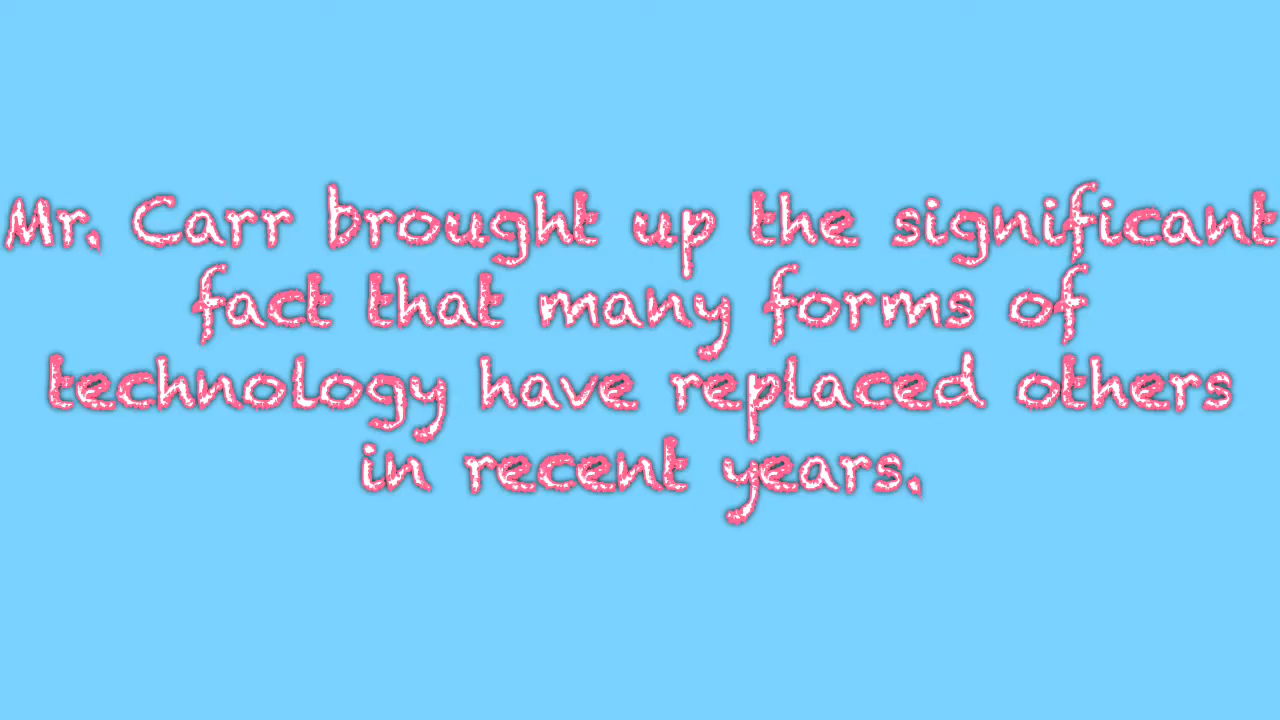 Mr. Carr brought up the significant
fact that many forms of
technology have replaced others
in recent years.